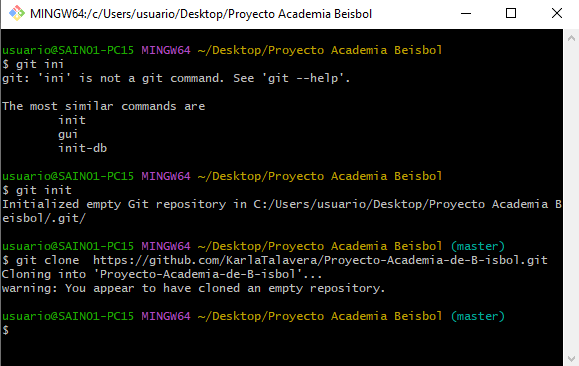 MINGW64:/c/Users/usuario/Desktop/Proyecto Academia Beisbol
usuario@SAINO1-PC15 MINGW64 ~/Desktop/Proyecto Academia Beisbol
$ git ini
git: 'ini' is not a git command. See 'git --help'.
The most similar commands are
init
gui
init-db
usuario@SAINO1-PC15 MINGW64 ~/Desktop/Proyecto Academia Beisbol
$ git init
Initialized empty Git repository in C:/Users/usuario/Desktop/Proyecto Academia B
eisbol/.git/
usuario@SAINO1-PC15 MINGW64 ~/Desktop/Proyecto Academia Beisbol (master)
$ git clone  https://github.com/KarlaTalavera/Proyecto-Academia-de-B-isbol.git
Cloning into 'Proyecto-Academia-de-B-isbol'...
warning: You appear to have cloned an empty repository.
usuario@SAINO1-PC15 MINGW64 ~/Desktop/Proyecto Academia Beisbol (master)
$